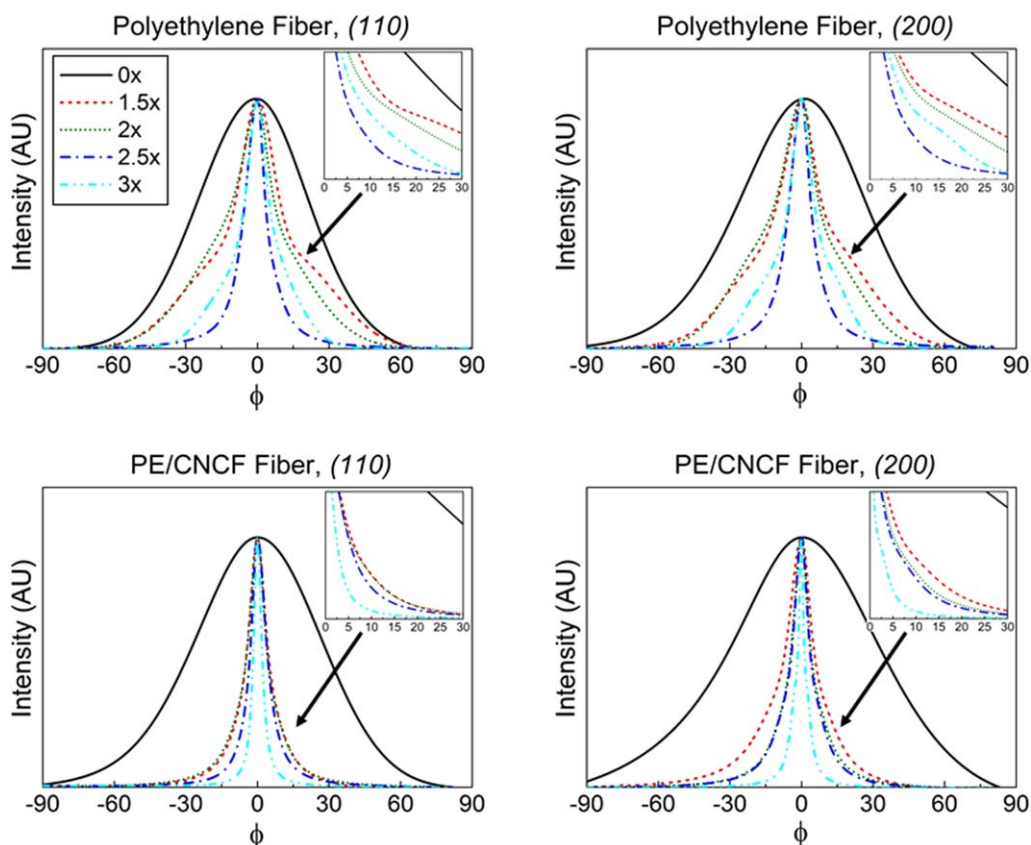 Polyethylene Fiber, (110)
Intensity (AU)
0x
1.5x
2x
2.5x
3x
0 5 10 15 20 25 30
-90 -60 -30 0 30 60 90
ϕ
Polyethylene Fiber, (200)
Intensity (AU)
0 5 10 15 20 25 30
-90 -60 -30 0 30 60 90
ϕ
PE/CNCF Fiber, (110)
Intensity (AU)
0 5 10 15 20 25 30
-90 -60 -30 0 30 60 90
ϕ
PE/CNCF Fiber, (200)
Intensity (AU)
0 5 10 15 20 25 30
-90 -60 -30 0 30 60 90
ϕ